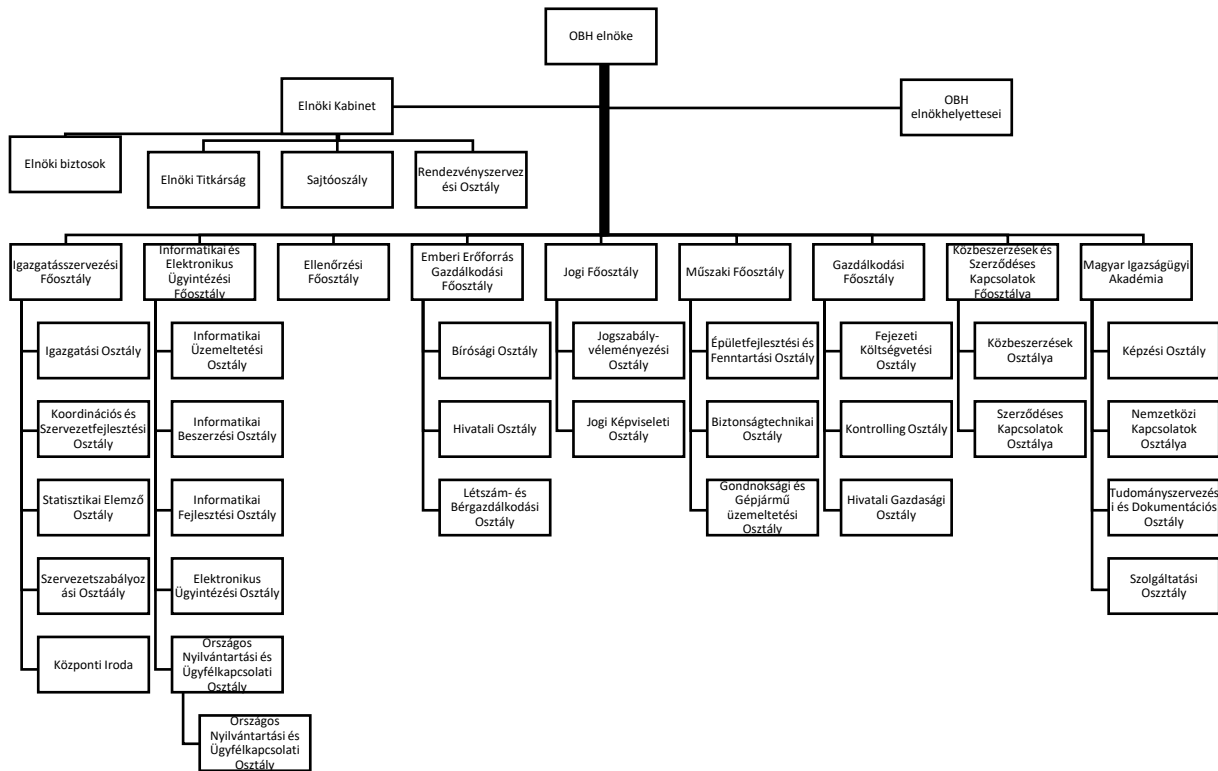 OBH elnöke
Elnöki Kabinet
OBH
elnökhelyettesei
Elnöki biztosok
Elnöki Titkárság
Sajtóoszály
Rendezvényszervez
ési Osztály
Igazgatásszervezési
Főosztály
Informatikai és
Elektronikus
Ügyintézési
Főosztály
Ellenőrzési
Főosztály
Emberi Erőforrás
Gazdálkodási
Főosztály
Jogi Főosztály
Műszaki Főosztály
Gazdálkodási
Főosztály
Közbeszerzések és
Szerződéses
Kapcsolatok
Főosztálya
Magyar Igazságügyi
Akadémia
Igazgatási Osztály
Informatikai
Üzemeltetési
Osztály
Bírósági Osztály
Jogszabály-
véleményezési
Osztály
Épületfejlesztési és
Fenntartási Osztály
Fejezeti
Költségvetési
Osztály
Közbeszerzések
Osztálya
Képzési Osztály
Koordinációs és
Szervezetfejlesztési
Osztály
Informatikai
Beszerzési Osztály
Hivatali Osztály
Jogi Képviseleti
Osztály
Biztonságtechnikai
Osztály
Kontrolling Osztály
Szerződéses
Kapcsolatok
Osztálya
Nemzetközi
Kapcsolatok
Osztálya
Statisztikai Elemző
Osztály
Informatikai
Fejlesztési Osztály
Létszám- és
Bérgazdálkodási
Osztály
Gondnoksági és
Gépjármű
üzemeltetési
Osztály
Hivatali Gazdasági
Osztály
Tudományszervezés
i és Dokumentációs
Osztály
Szervezetszabályoz
ási Osztáály
Elektronikus
Ügyintézési Osztály
Szolgáltatási
Oszztály
Központi Iroda
Országos
Nyilvántartási és
Ügyfélkapcsolati
Osztály
Országos
Nyilvántartási és
Ügyfélkapcsolati
Osztály